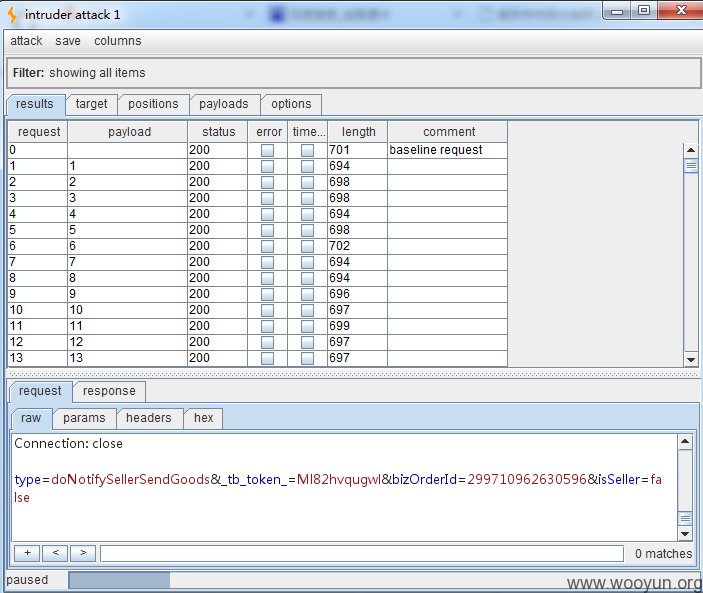 intruder attack 1
attack save columns
Filter: showing all items
results target positions payloads options
request payload status error time... length comment
0 200 701 baseline request
1 1 200 694
2 2 200 698
3 3 200 698
4 4 200 694
5 5 200 698
6 6 200 702
7 7 200 694
8 8 200 694
9 9 200 696
10 10 200 697
11 11 200 699
12 12 200 697
13 13 200 697
request response
raw params headers hex
Connection: close
type=doNotifySellerSendGoods&_tb_token_=MI82hvqugwI&bizOrderId=299710962630596&isSeller=fa
lse
+ < > 0 matches
paused
www.wooyun.org